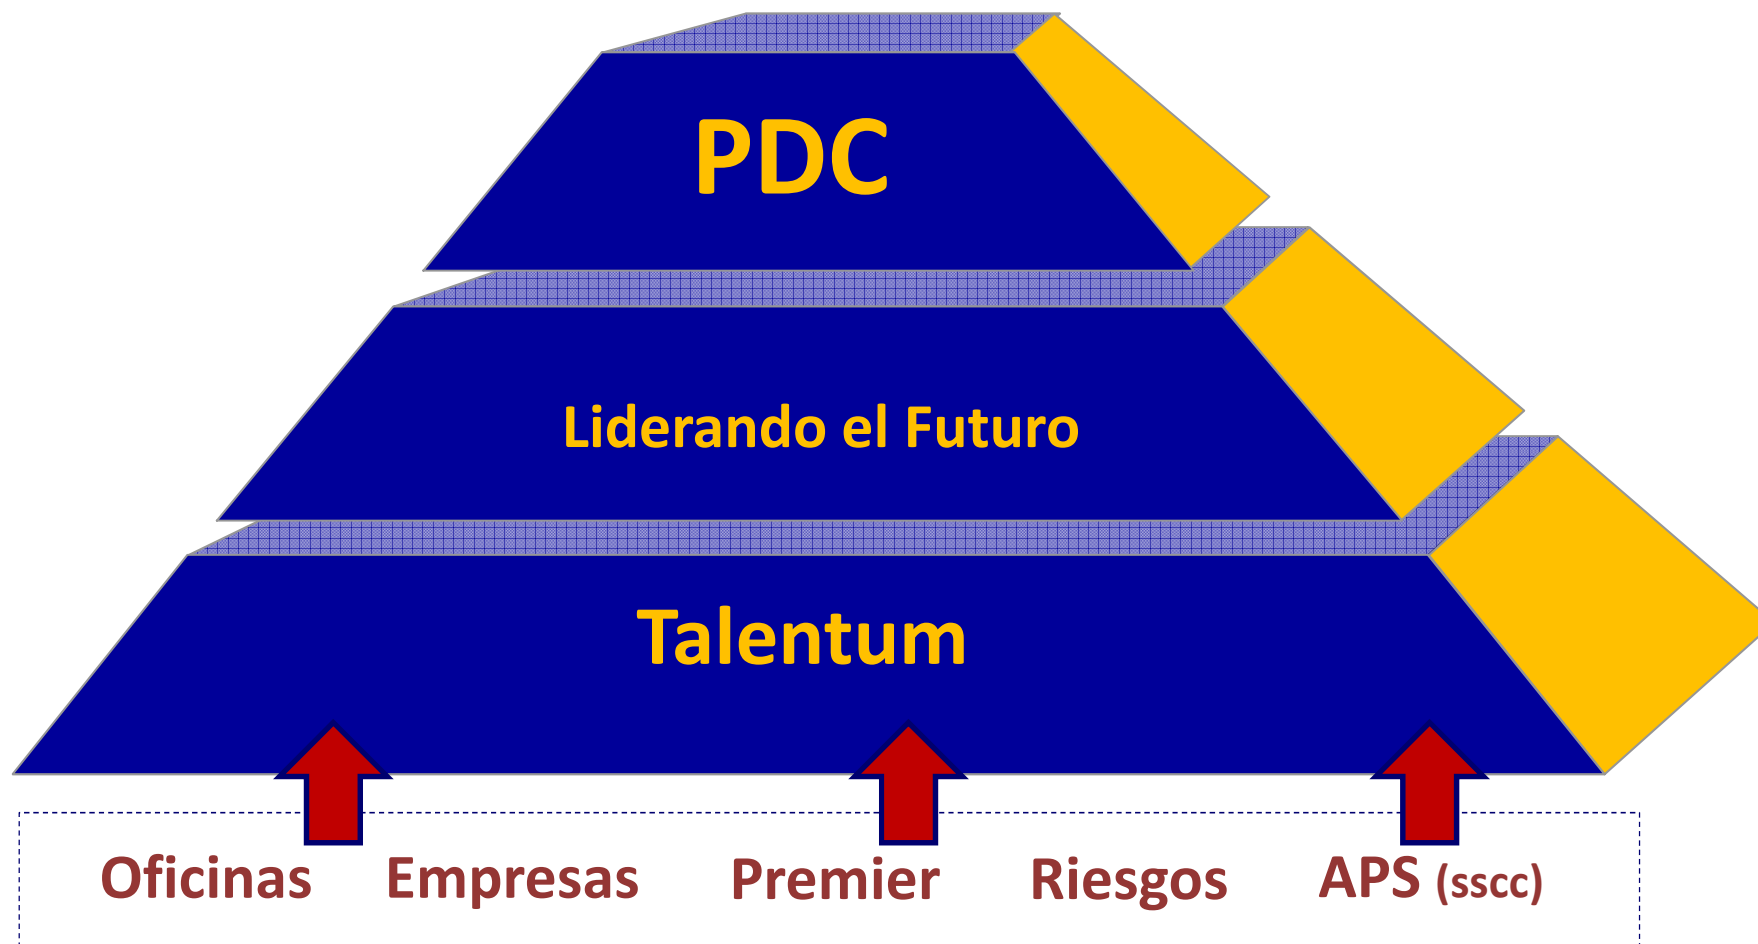 PDC
Liderando el Futuro
Talentum
Oficinas Empresas Premier Riesgos APS (sscc)